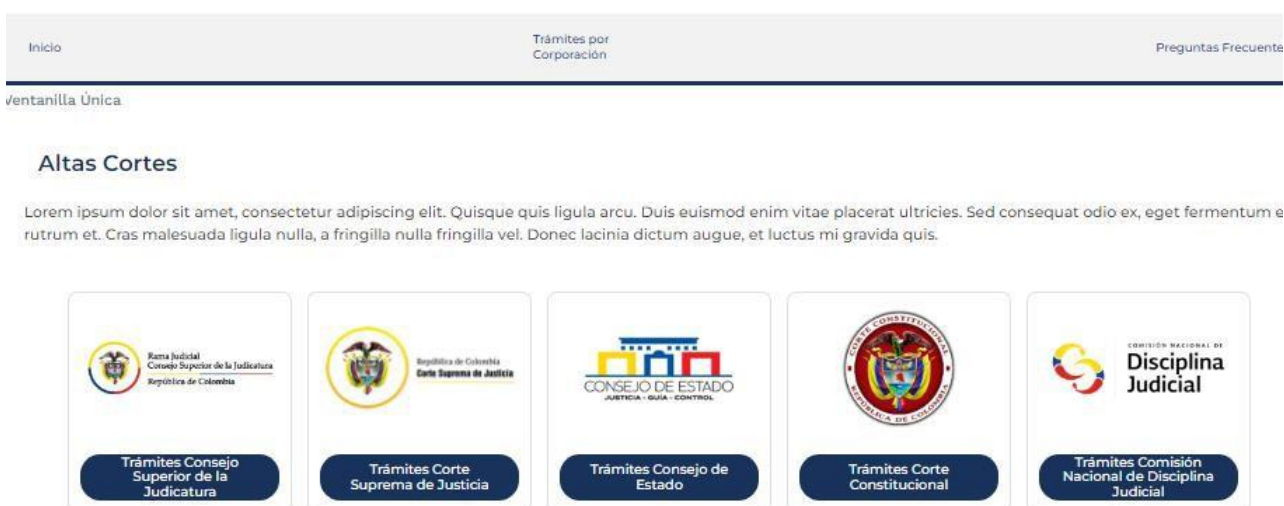 Inicio
Trámites por
Corporación
Preguntas Frecuente
Ventanilla Única
Altas Cortes
Lorem ipsum dolor sit amet, consectetur adipiscing elit. Quisque quis ligula arcu. Duis euismod enim vitae placerat ultricies. Sed consequat odio ex, eget fermentum e
rutrum et. Cras malesuada ligula nulla, a fringilla nulla fringilla vel. Donec lacinia dictum augue, et luctus mi gravida quis.
Rama Judicial
Consejo Superior de la Judicatura
República de Colombia
República de Colombia
Corte Suprema de Justicia
CONSEJO DE ESTADO
JUSTICIA - GUÍA - CONTROL
CORTE CONSTITUCIONAL
REPÚBLICA DE COLOMBIA
COMISIÓN NACIONAL DE
Disciplina
Judicial
Trámites Consejo
Superior de la
Judicatura
Trámites Corte
Suprema de Justicia
Trámites Consejo de
Estado
Trámites Corte
Constitucional
Trámites Comisión
Nacional de Disciplina
Judicial